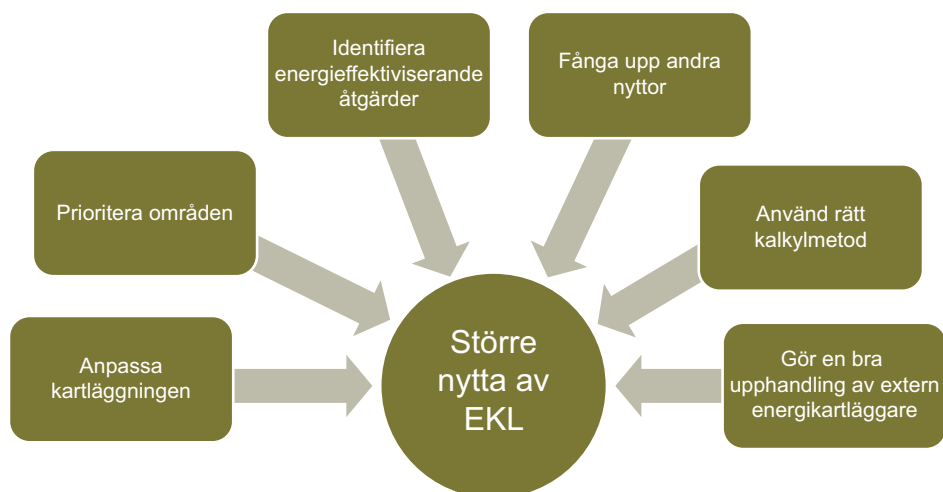 Identifiera
energieffektiviserande
åtgärder
Fånga upp andra
nyttor
Prioritera områden
Använd rätt
kalkylmetod
Anpassa
kartläggningen
Större
nytta av
EKL
Gör en bra
upphandling av extern
energikartläggare